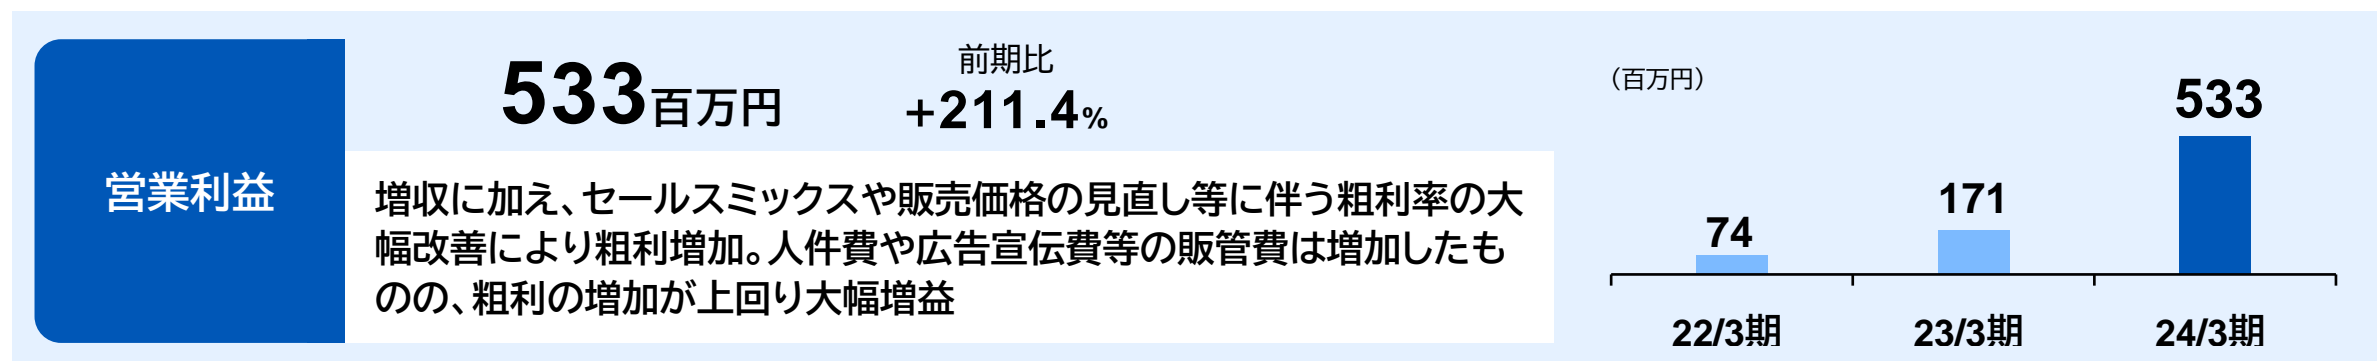 営業利益
533百万円
前期比
+211.4%
増収に加え、セールスミックスや販売価格の見直し等に伴う粗利率の大
幅改善により粗利増加。人件費や広告宣伝費等の販管費は増加したも
のの、粗利の増加が上回り大幅増益
（百万円）
74
171
533
22/3期
23/3期
24/3期